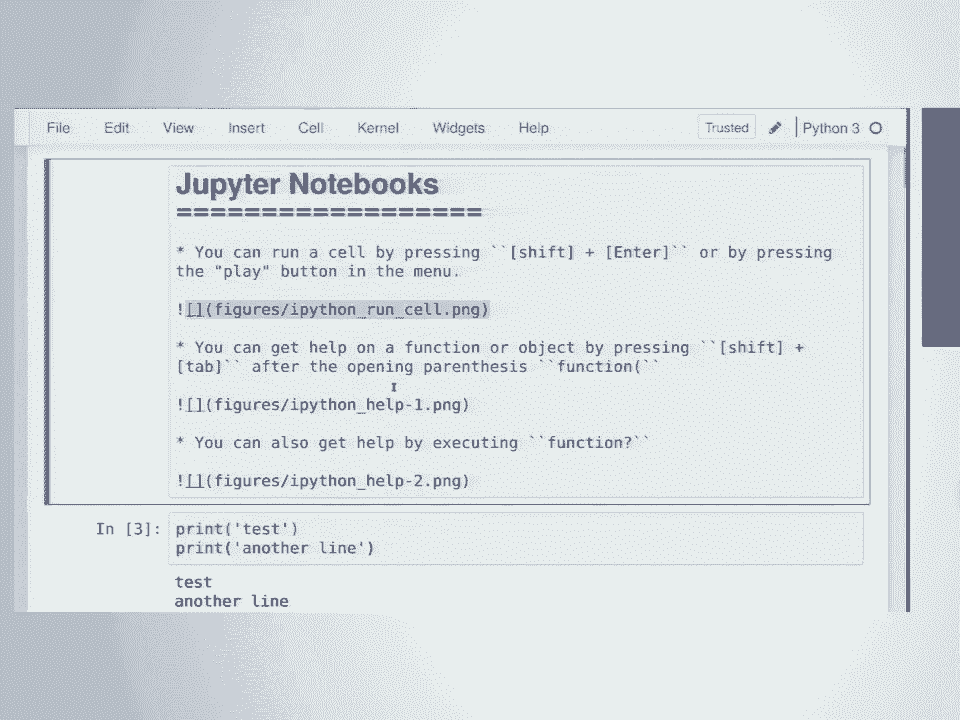 File Edit View Insert Cell Kernel Widgets Help Trusted Python 3
Jupyter Notebooks
==================
* You can run a cell by pressing ``[shift] + [Enter]`` or by pressing
the "play" button in the menu.
![](figures/ipython_run_cell.png)
* You can get help on a function or object by pressing ``[shift] +
[tab]`` after the opening parenthesis ``function(``
![](figures/ipython_help-1.png)
* You can also get help by executing ``function?``
![](figures/ipython_help-2.png)
In [3]: print('test')
print('another line')
test
another line